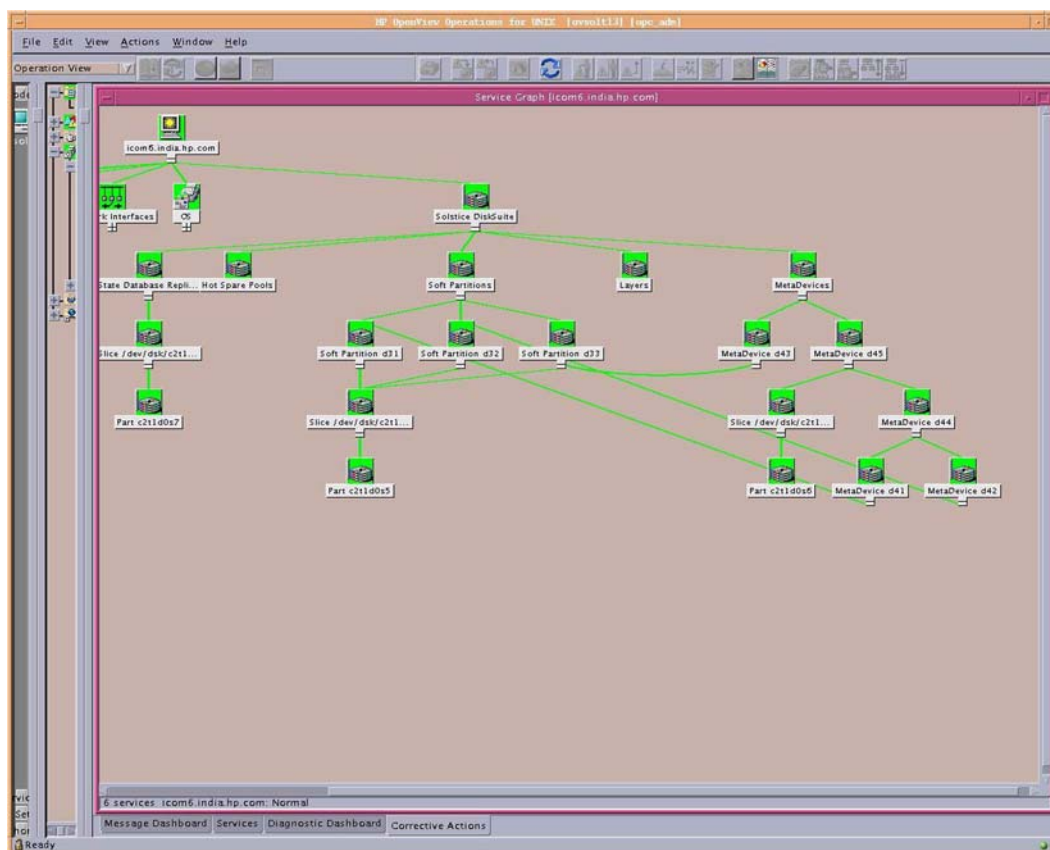 HP OpenView Operations for UNIX [ovsolt13] [opc_adm]
File Edit View Actions Window Help
Operation View
Service Graph [icom6.india.hp.com]
icom6.india.hp.com
rk Interfaces OS Solstice DiskSuite
State Database Repli... Hot Spare Pools Soft Partitions Layers MetaDevices
Slice /dev/dsk/c2t1... Soft Partition d31 Soft Partition d32 Soft Partition d33 MetaDevice d43 MetaDevice d45
Part c2t1d0s7 Slice /dev/dsk/c2t1... Slice /dev/dsk/c2t1... MetaDevice d44
Part c2t1d0s5 Part c2t1d0s6 MetaDevice d41 MetaDevice d42
6 services icom6.india.hp.com: Normal
Message Dashboard Services Diagnostic Dashboard Corrective Actions
Ready